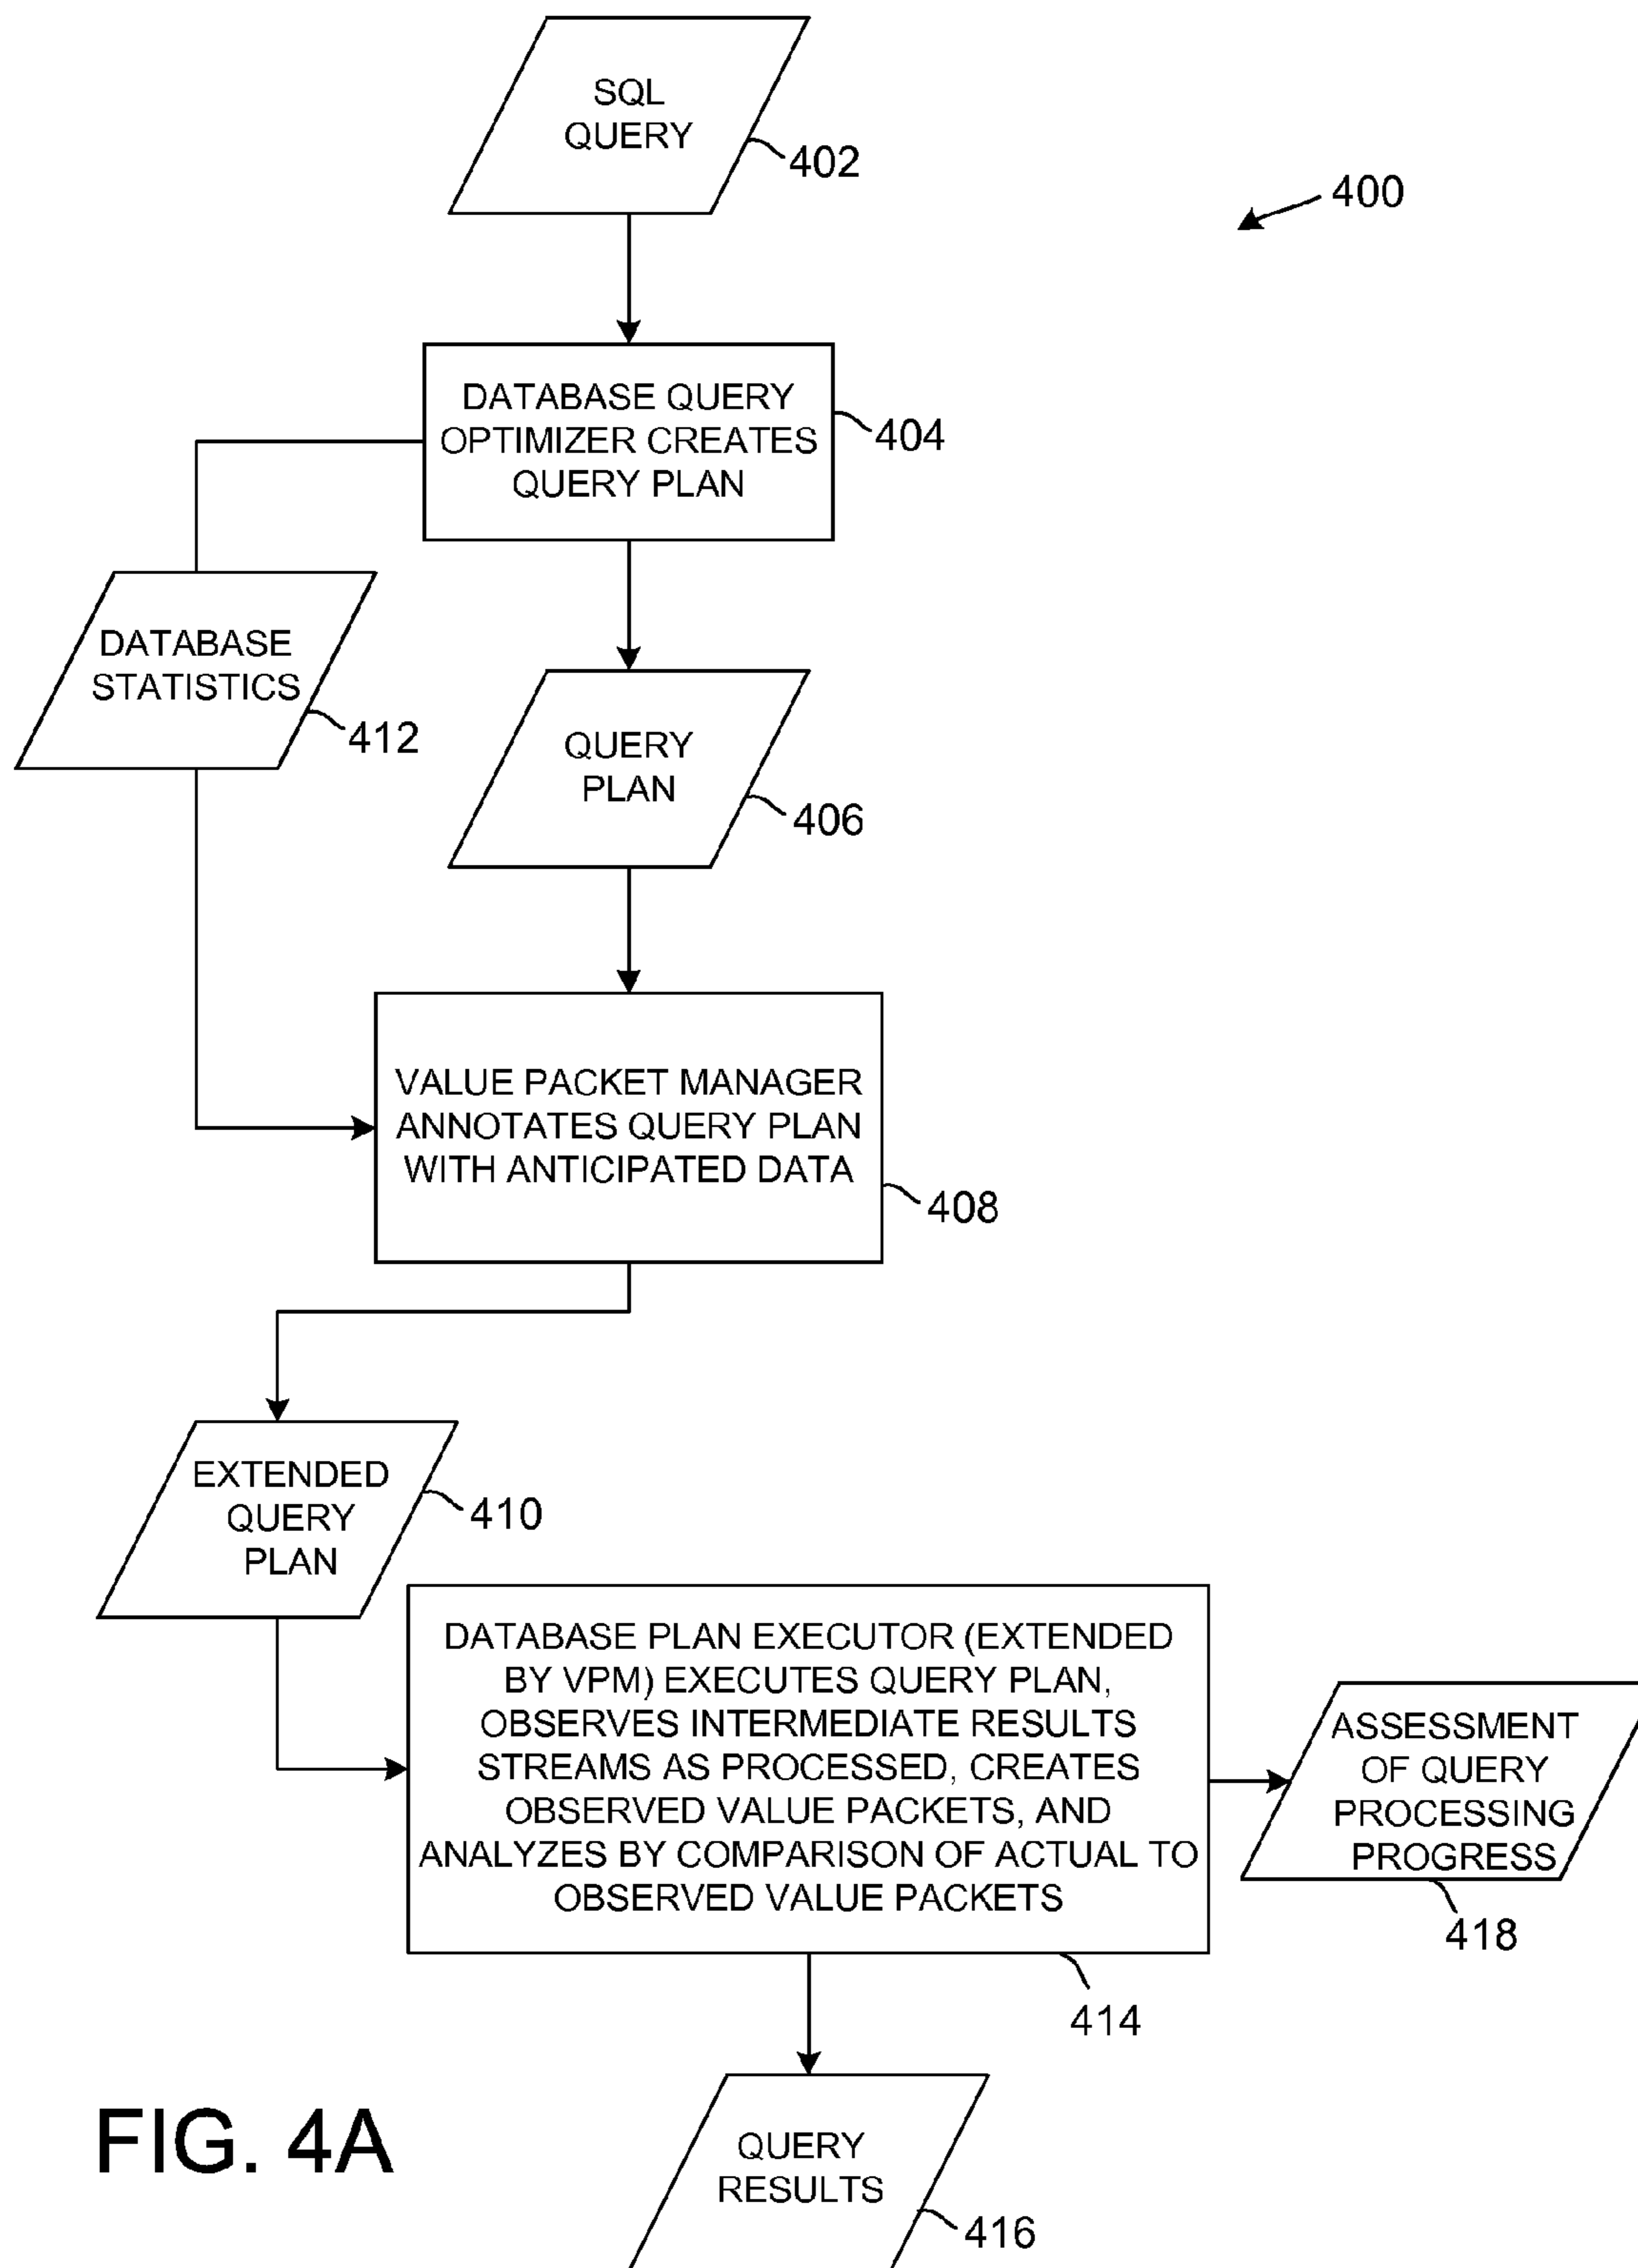 SQL
QUERY
402
400
DATABASE QUERY
OPTIMIZER CREATES
QUERY PLAN
404
DATABASE
STATISTICS
412
QUERY
PLAN
406
VALUE PACKET MANAGER
ANNOTATES QUERY PLAN
WITH ANTICIPATED DATA
408
EXTENDED
QUERY
PLAN
410
DATABASE PLAN EXECUTOR (EXTENDED
BY VPM) EXECUTES QUERY PLAN,
OBSERVES INTERMEDIATE RESULTS
STREAMS AS PROCESSED, CREATES
OBSERVED VALUE PACKETS, AND
ANALYZES BY COMPARISON OF ACTUAL TO
OBSERVED VALUE PACKETS
414
ASSESSMENT
OF QUERY
PROCESSING
PROGRESS
418
QUERY
RESULTS
416
FIG. 4A